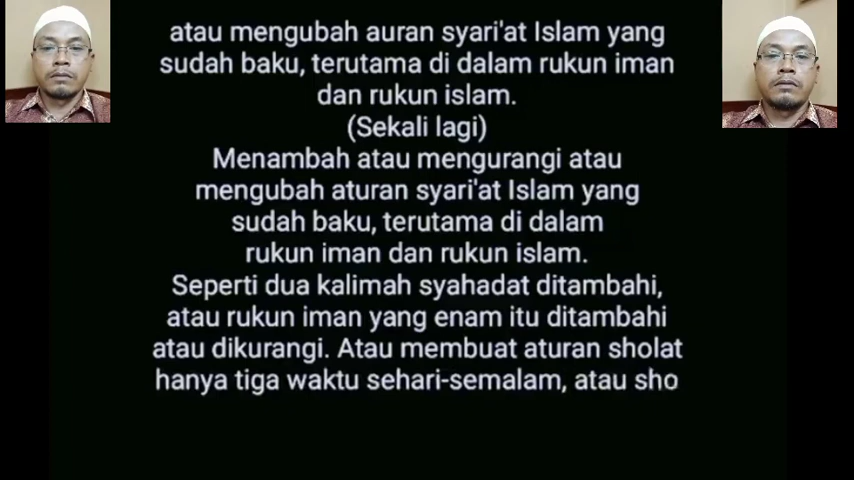 atau mengubah auran syari'at Islam yang
sudah baku, terutama di dalam rukun iman
dan rukun islam.
(Sekali lagi)
Menambah atau mengurangi atau
mengubah aturan syari'at Islam yang
sudah baku, terutama di dalam
rukun iman dan rukun islam.
Seperti dua kalimah syahadat ditambahi,
atau rukun iman yang enam itu ditambahi
atau dikurangi. Atau membuat aturan sholat
hanya tiga waktu sehari-semalam, atau sho